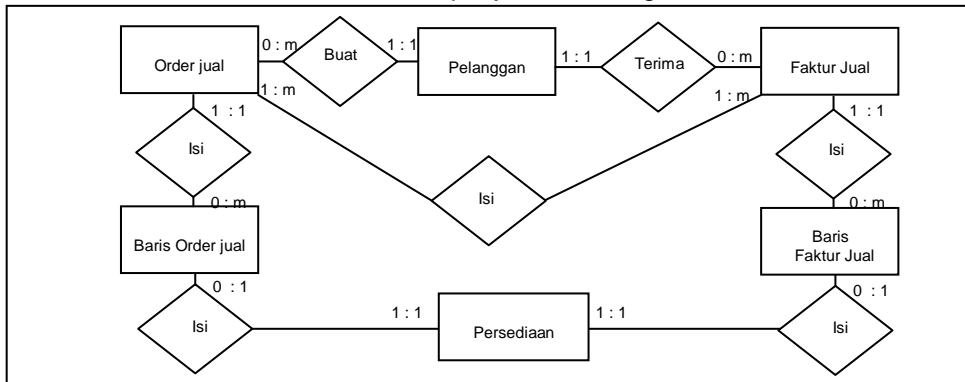 0 : m
Buat
1 : 1
1 : 1
Terima
0 : m
Order jual
Pelanggan
Faktur Jual
1 : m
1 : m
1 : 1
1 : 1
Isi
Isi
Isi
0 : m
0 : m
Baris Order jual
Baris
Faktur Jual
0 : 1
0 : 1
1 : 1
1 : 1
Isi
Persediaan
Isi